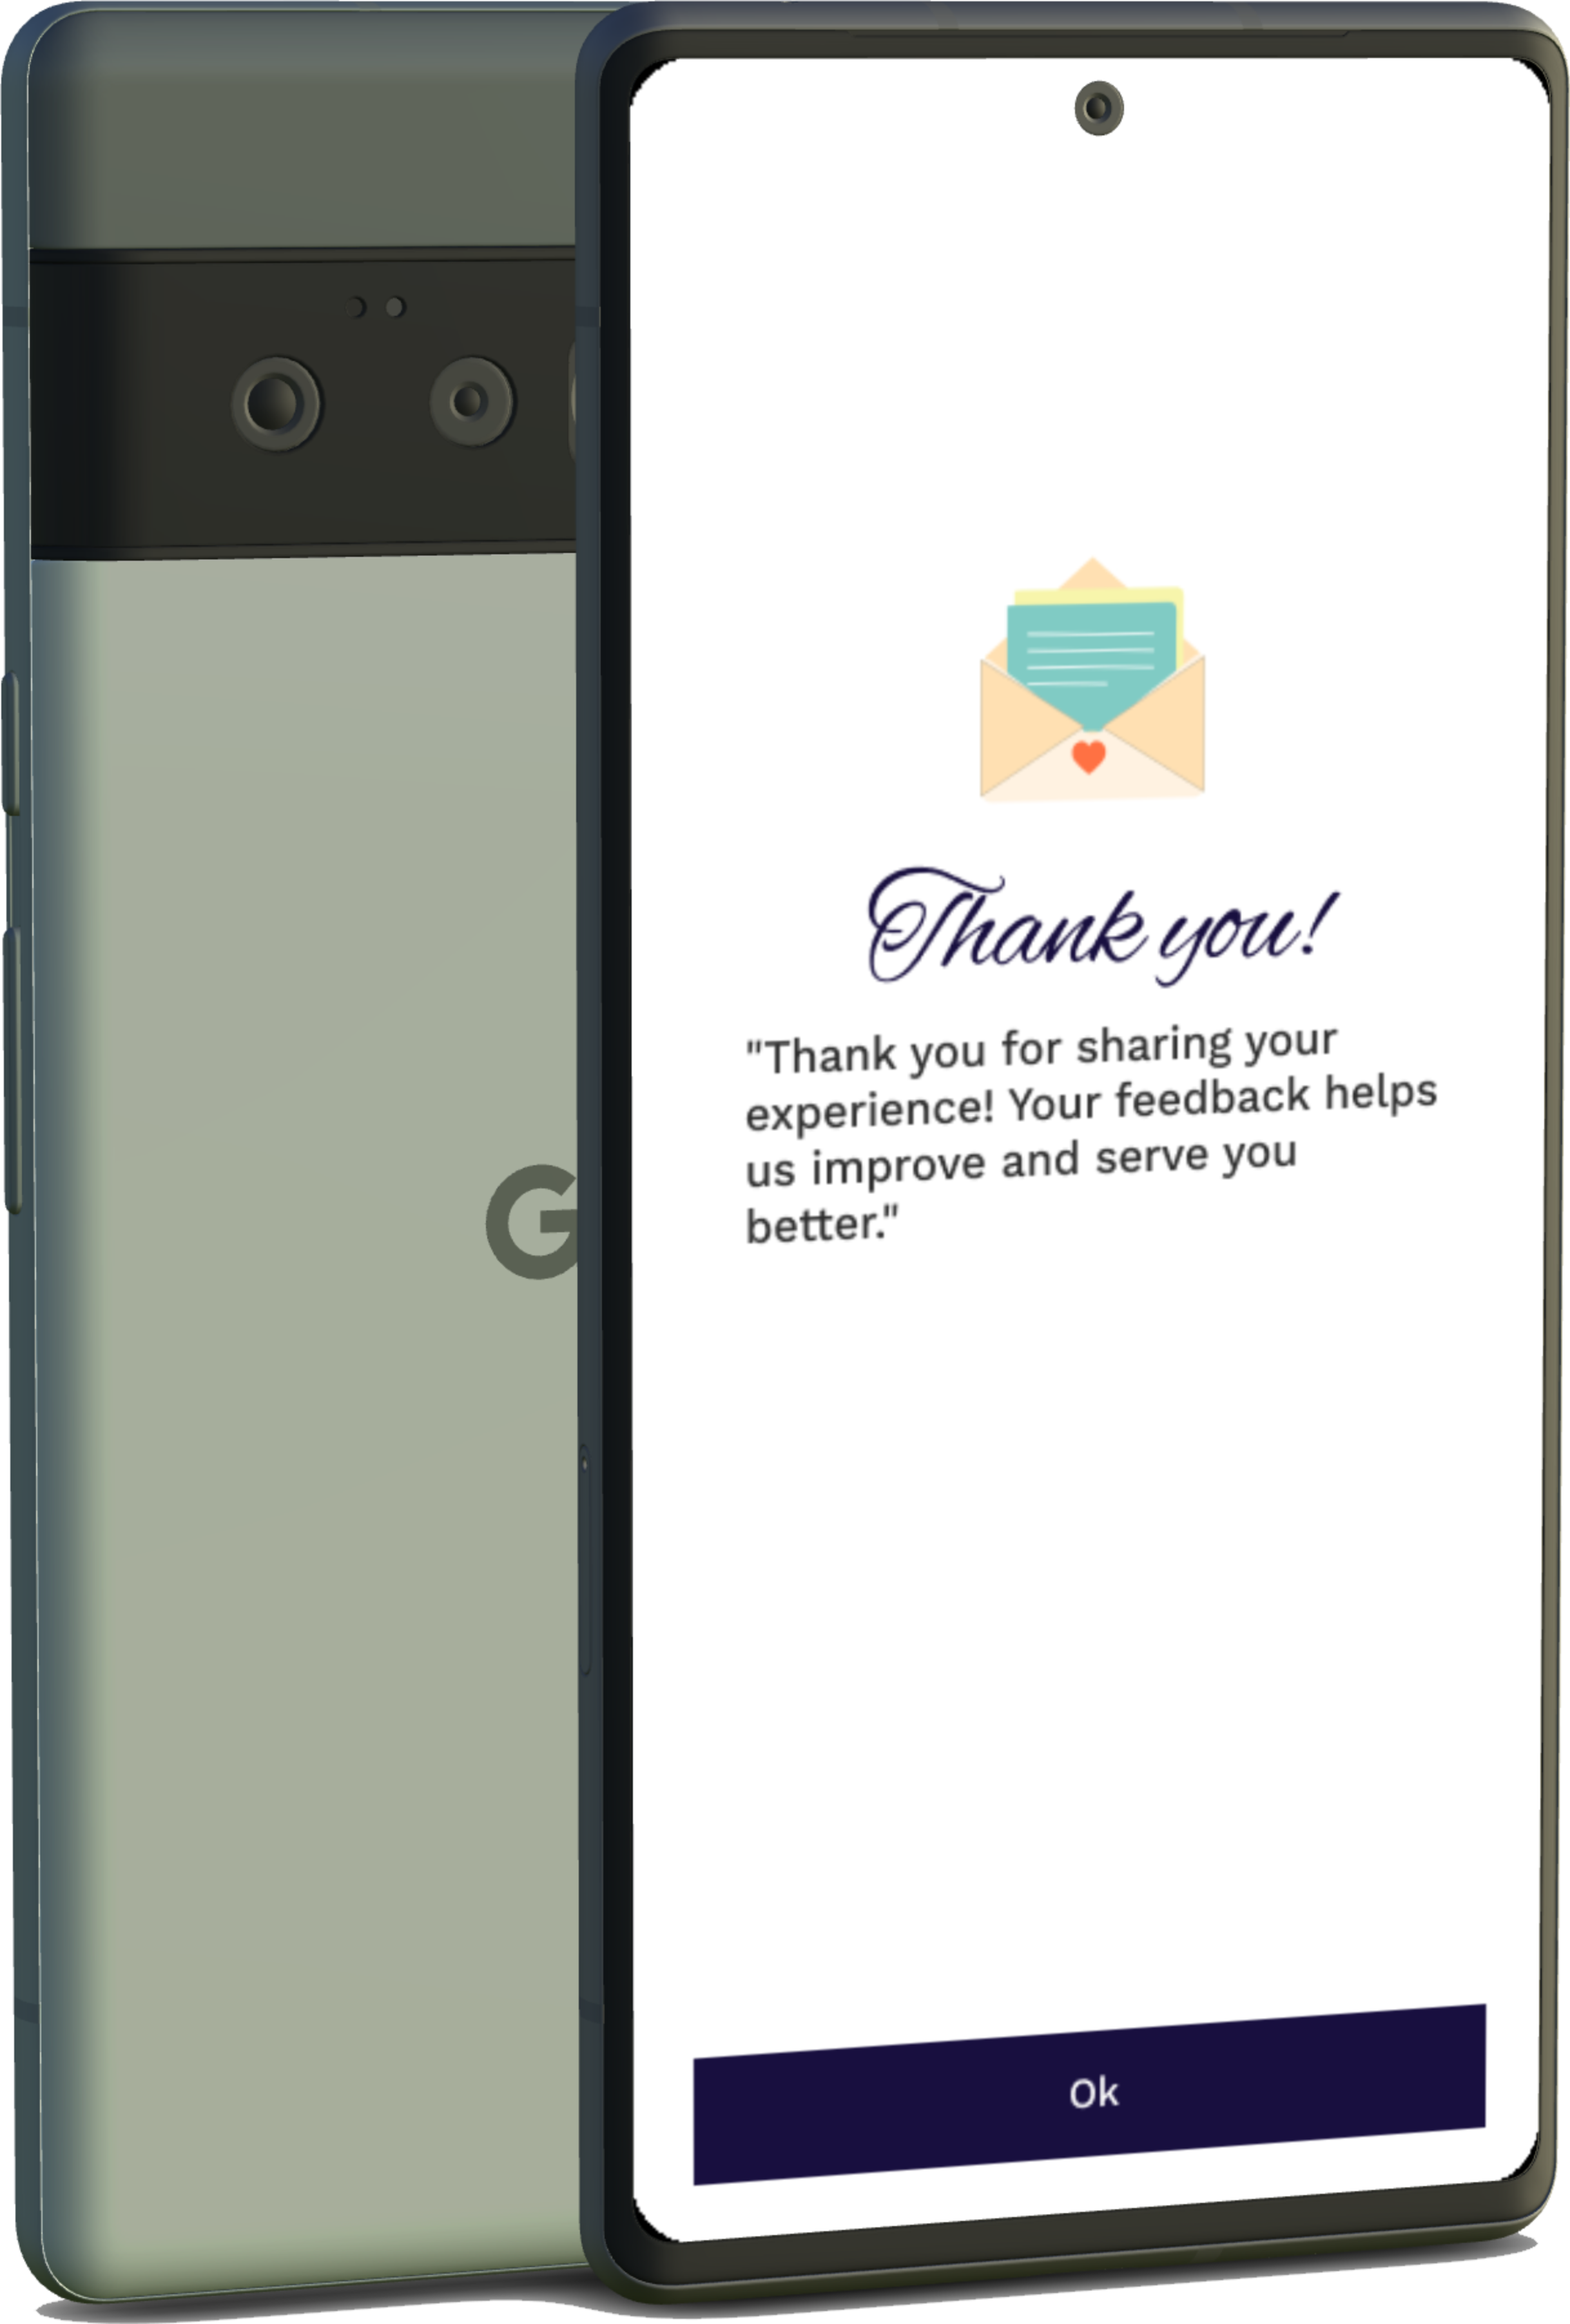 Thank you!
"Thank you for sharing your
experience! Your feedback helps
us improve and serve you
better."
G
Ok